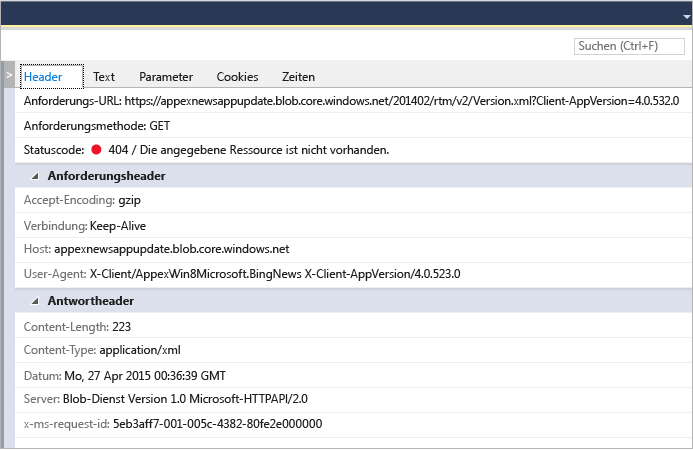 Suchen (Ctrl+F)
Header Text Parameter Cookies Zeiten
Anforderungs-URL: https://appexnewsappupdate.blob.core.windows.net/201402/rtm/v2/Version.xml?Client-AppVersion=4.0.532.0
Anforderungsmethode: GET
Statuscode: 404 / Die angegebene Ressource ist nicht vorhanden.
Anforderungsheader
Accept-Encoding: gzip
Verbindung: Keep-Alive
Host: appexnewsappupdate.blob.core.windows.net
User-Agent: X-Client/AppexWin8Microsoft.BingNews X-Client-AppVersion/4.0.523.0
Antwortheader
Content-Length: 223
Content-Type: application/xml
Datum: Mo, 27 Apr 2015 00:36:39 GMT
Server: Blob-Dienst Version 1.0 Microsoft-HTTPAPI/2.0
x-ms-request-id: 5eb3aff7-001-005c-4382-80fe2e000000